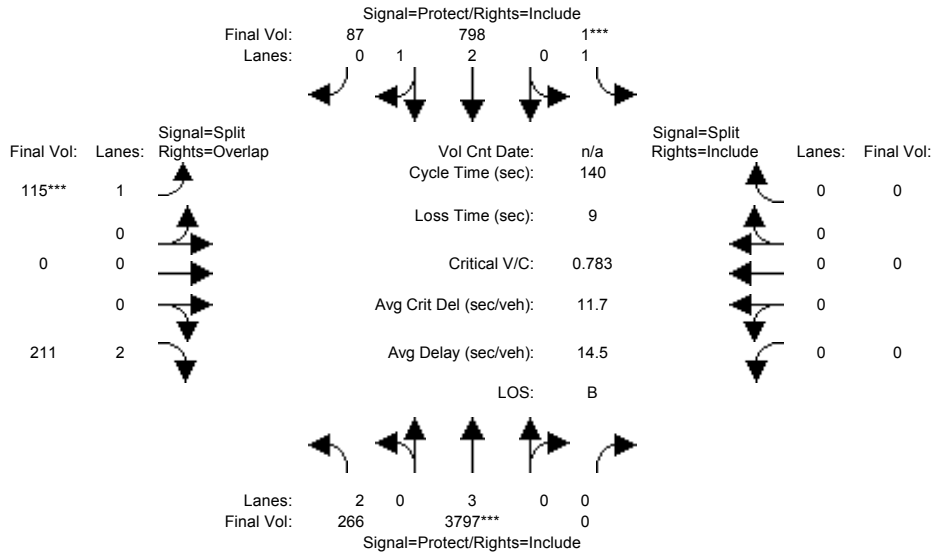 Signal=Protect/Rights=Include
Final Vol: 87 798 1***
Lanes: 0 1 2 0 1
Signal=Split Signal=Split
Final Vol: Lanes: Rights=Overlap Vol Cnt Date: n/a Rights=Include Lanes: Final Vol:
Cycle Time (sec): 140
115*** 1 0 0
Loss Time (sec): 9
0 0
0 0 Critical V/C: 0.783 0 0
0 Avg Crit Del (sec/veh): 11.7 0
211 2 Avg Delay (sec/veh): 14.5 0 0
LOS: B
Lanes: 2 0 3 0 0
Final Vol: 266 3797*** 0
Signal=Protect/Rights=Include